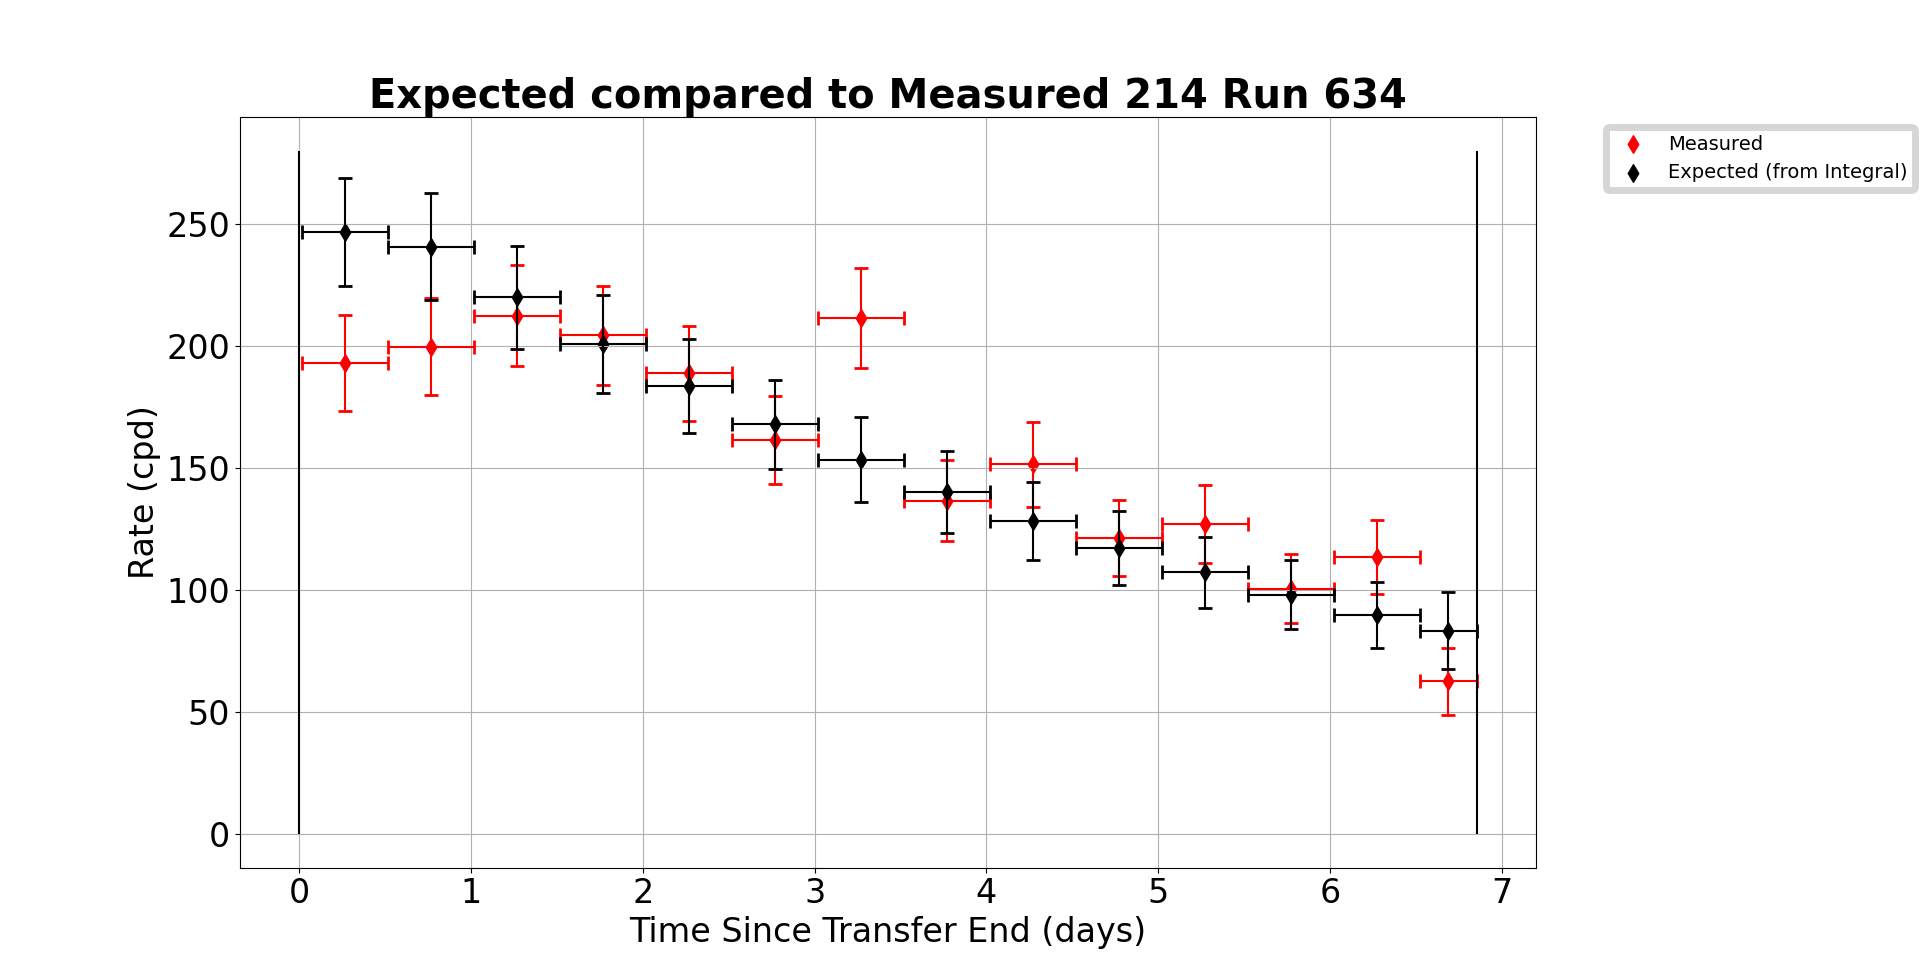 Expected compared to Measured 214 Run 634
Measured
Expected (from Integral)
Rate (cpd)
250
200
150
100
50
0
0 1 2 3 4 5 6 7
Time Since Transfer End (days)